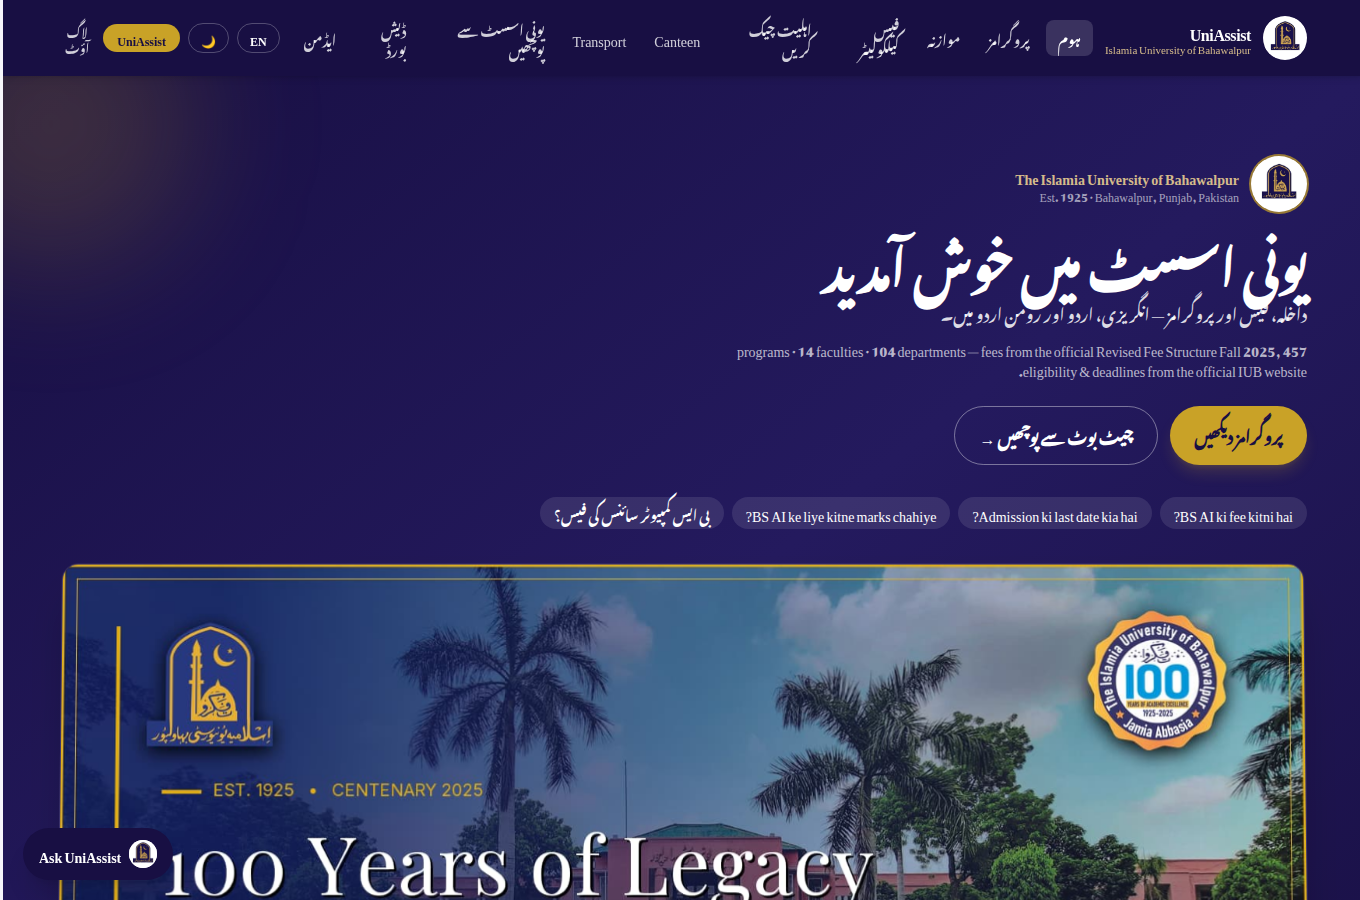 UniAssist
Islamia University of Bahawalpur
ہوم
پروگرامز
موازنہ
فیس کیلکولیٹر
اہلیت چیک کریں
Canteen
Transport
یونی اسسٹ سے پوچھیں
ڈیش بورڈ
ایڈمن
EN
UniAssist
لاگ آؤٹ
The Islamia University of Bahawalpur
Est. 1925 · Bahawalpur, Punjab, Pakistan
یونی اسسٹ میں خوش آمدید
داخلہ، فیس اور پروگرامز — انگریزی، اردو اور رومن اردو میں۔
programs · 14 faculties · 104 departments — fees from the official Revised Fee Structure Fall 2025, 457
.eligibility & deadlines from the official IUB website
پروگرامز دیکھیں
چیٹ بوٹ سے پوچھیں →
?BS AI ki fee kitni hai
?Admission ki last date kia hai
?BS AI ke liye kitne marks chahiye
بی ایس کمپیوٹر سائنس کی فیس؟
The Islamia University of Bahawalpur
100
YEARS OF ACADEMIC EXCELLENCE
1925-2025
Jamia Abbasia
اسلامیہ یونیورسٹی بہاولپور
EST. 1925 • CENTENARY 2025
100 Years of Legacy
Ask UniAssist